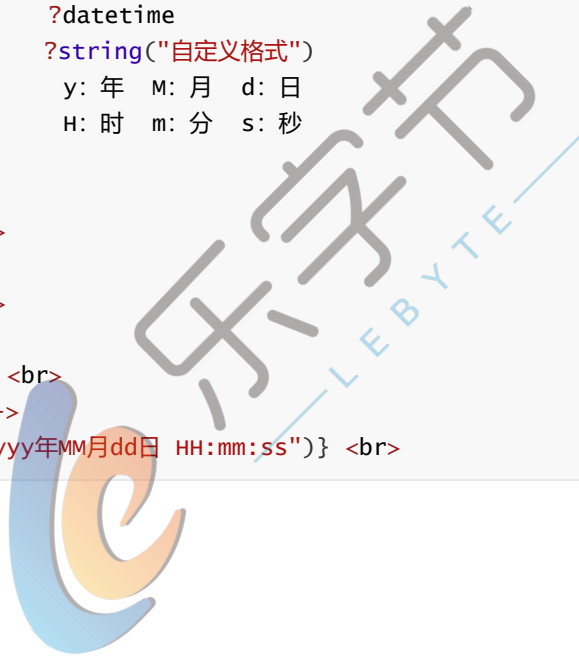 ?datetime
?string("自定义格式")
y: 年 M: 月 d: 日
H: 时 m: 分 s: 秒
>
>
<br>
->
yyy年MM月dd日 HH:mm:ss")} <br>
乐字节
LEBYTE